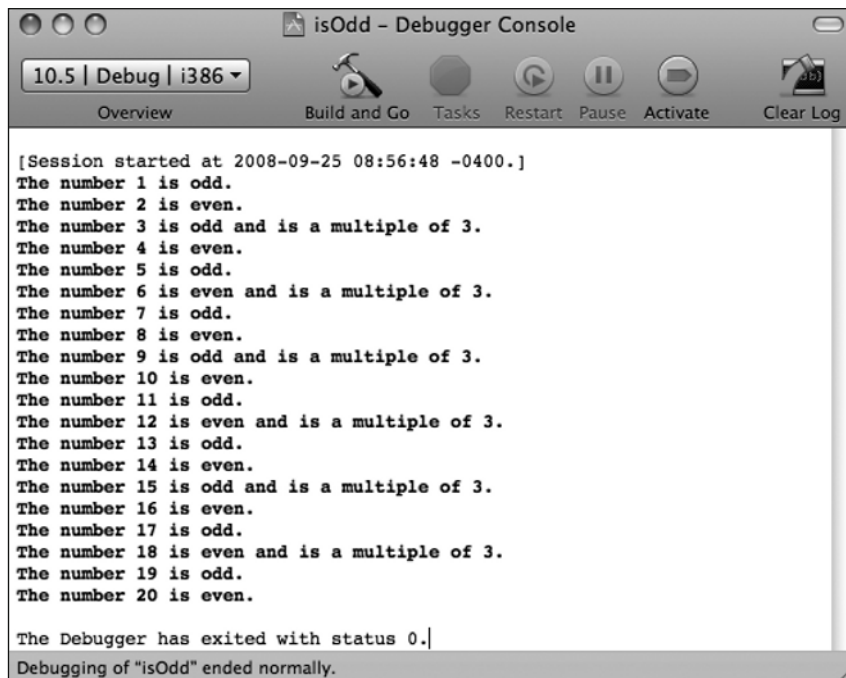 isOdd – Debugger Console
10.5 | Debug | i386
Overview
Build and Go
Tasks
Restart
Pause
Activate
Clear Log
[Session started at 2008-09-25 08:56:48 -0400.]
The number 1 is odd.
The number 2 is even.
The number 3 is odd and is a multiple of 3.
The number 4 is even.
The number 5 is odd.
The number 6 is even and is a multiple of 3.
The number 7 is odd.
The number 8 is even.
The number 9 is odd and is a multiple of 3.
The number 10 is even.
The number 11 is odd.
The number 12 is even and is a multiple of 3.
The number 13 is odd.
The number 14 is even.
The number 15 is odd and is a multiple of 3.
The number 16 is even.
The number 17 is odd.
The number 18 is even and is a multiple of 3.
The number 19 is odd.
The number 20 is even.
The Debugger has exited with status 0.
Debugging of “isOdd” ended normally.